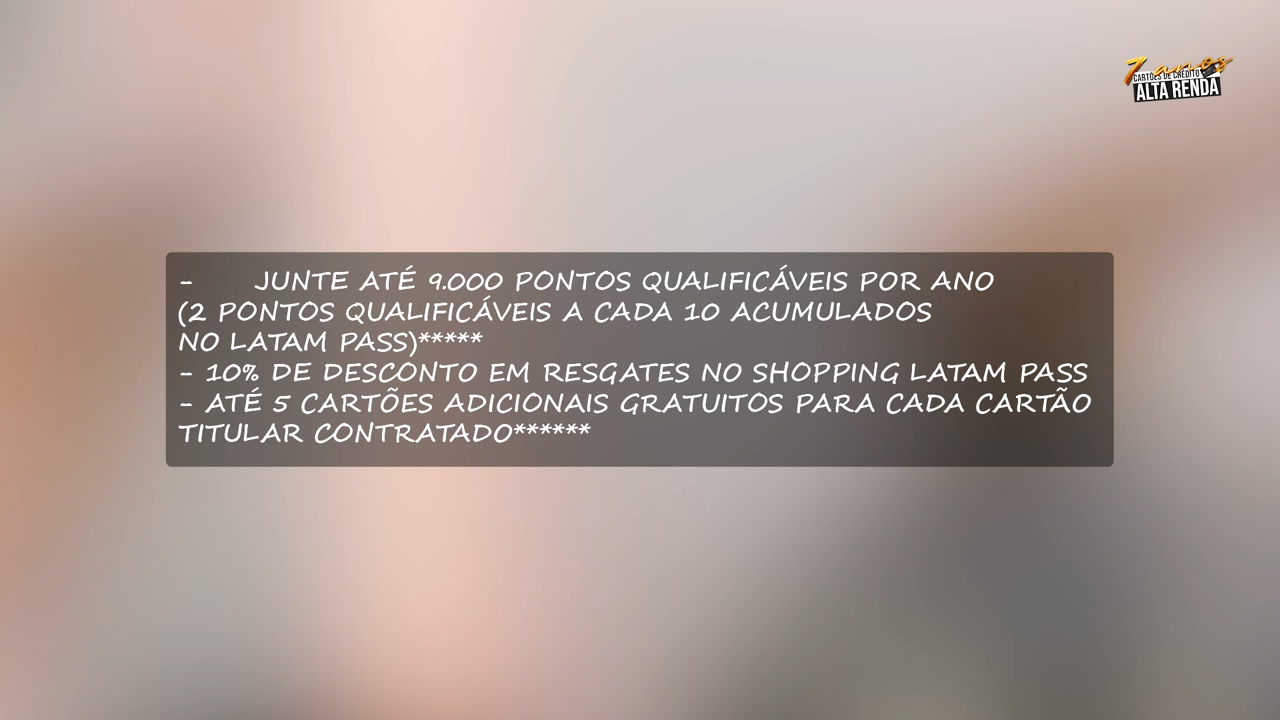 7 anos
CARTÕES DE CRÉDITO
ALTA RENDA
- JUNTE ATÉ 9.000 PONTOS QUALIFICÁVEIS POR ANO
(2 PONTOS QUALIFICÁVEIS A CADA 10 ACUMULADOS
NO LATAM PASS)*****
- 10% DE DESCONTO EM RESGATES NO SHOPPING LATAM PASS
- ATÉ 5 CARTÕES ADICIONAIS GRATUITOS PARA CADA CARTÃO
TITULAR CONTRATADO******